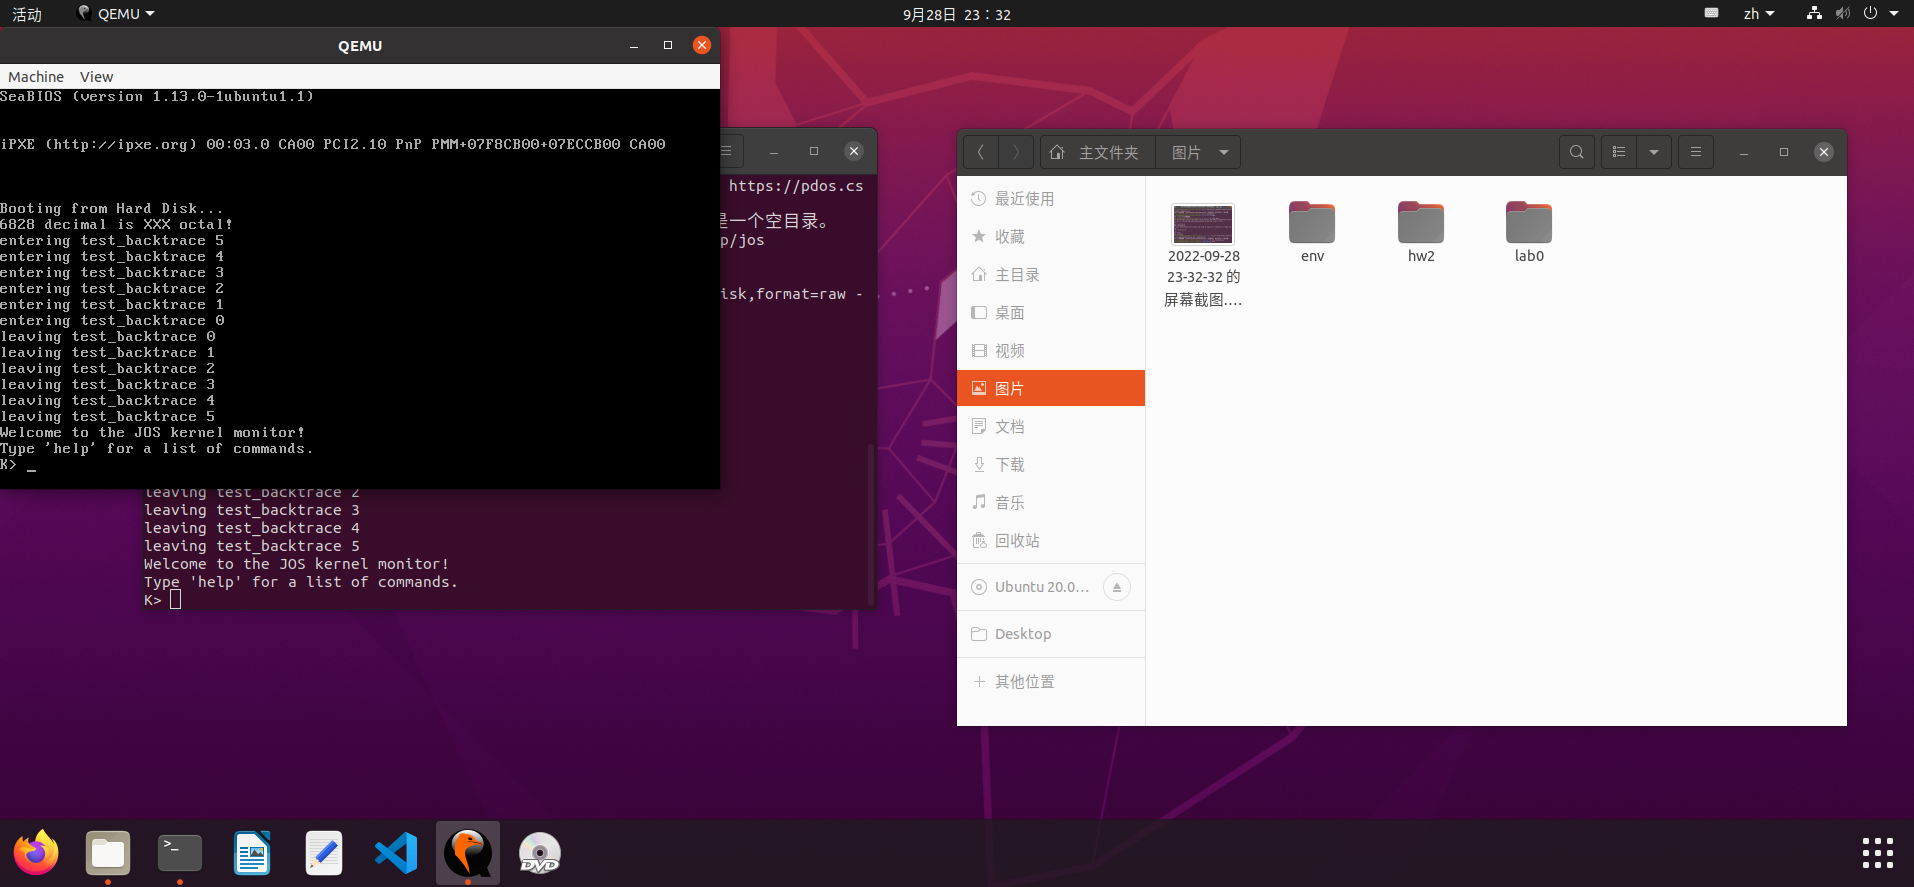 活动
QEMU
9月28日 23：32
zh
QEMU
Machine View
SeaBIOS (version 1.13.0-1ubuntu1.1)
iPXE (http://ipxe.org) 00:03.0 CA00 PCI2.10 PnP PMM+07F8CB00+07ECCB00 CA00
Booting from Hard Disk...
6828 decimal is XXX octal!
entering test_backtrace 5
entering test_backtrace 4
entering test_backtrace 3
entering test_backtrace 2
entering test_backtrace 1
entering test_backtrace 0
leaving test_backtrace 0
leaving test_backtrace 1
leaving test_backtrace 2
leaving test_backtrace 3
leaving test_backtrace 4
leaving test_backtrace 5
Welcome to the JOS kernel monitor!
Type 'help' for a list of commands.
K> _
https://pdos.cs
是一个空目录。
p/jos
isk,format=raw -
leaving test_backtrace 2
leaving test_backtrace 3
leaving test_backtrace 4
leaving test_backtrace 5
Welcome to the JOS kernel monitor!
Type 'help' for a list of commands.
K>
主文件夹 图片
最近使用
收藏
主目录
桌面
视频
图片
文档
下载
音乐
回收站
Ubuntu 20.0...
Desktop
其他位置
2022-09-28
23-32-32 的
屏幕截图....
env
hw2
lab0
>_
DVD